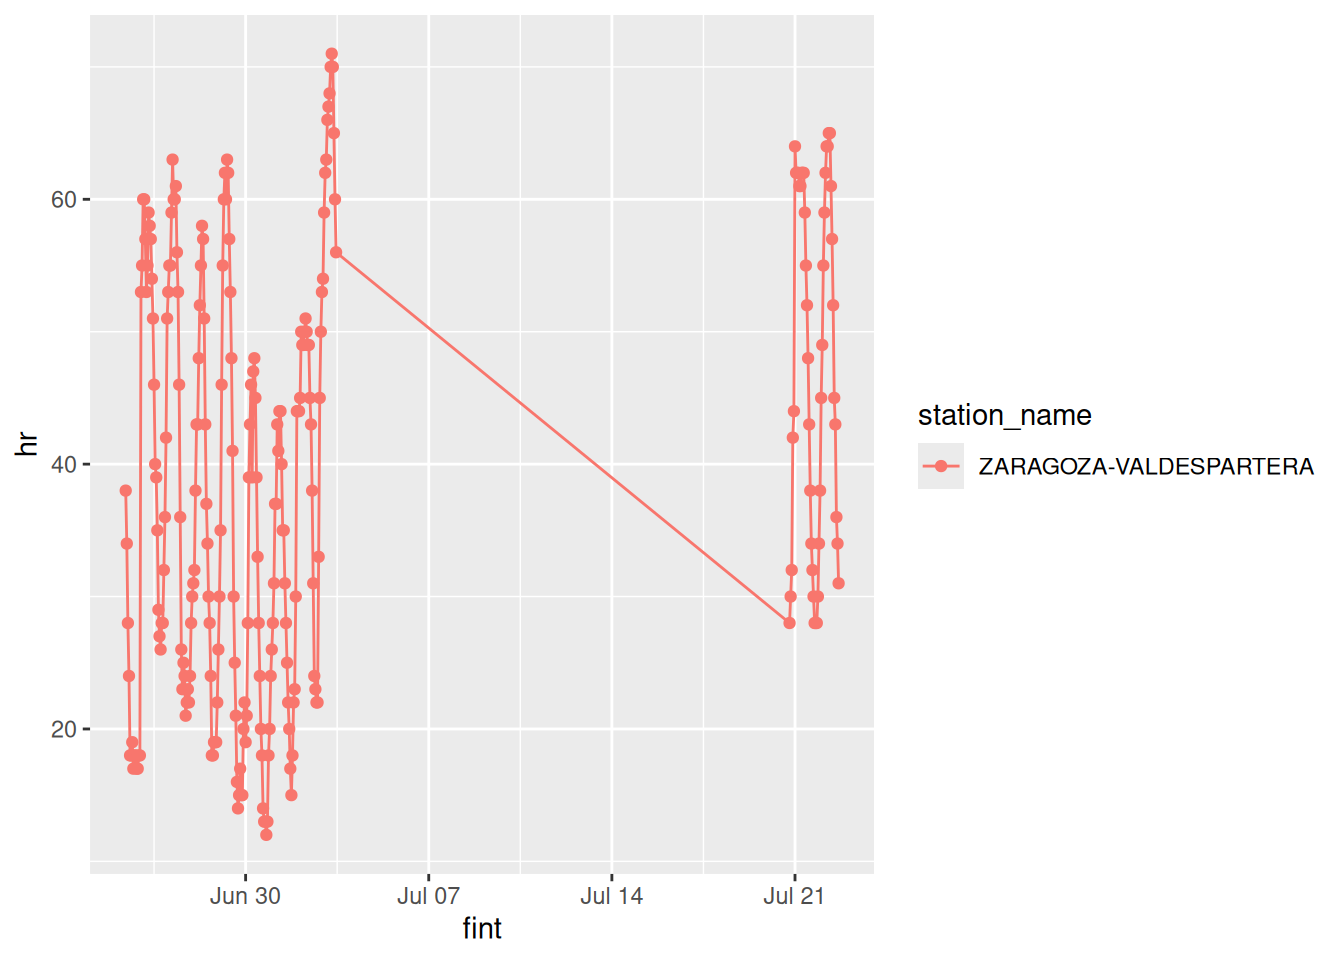 60
40
20
hr
Jun 30
Jul 07
Jul 14
Jul 21
fint
station_name
ZARAGOZA-VALDESPARTERA